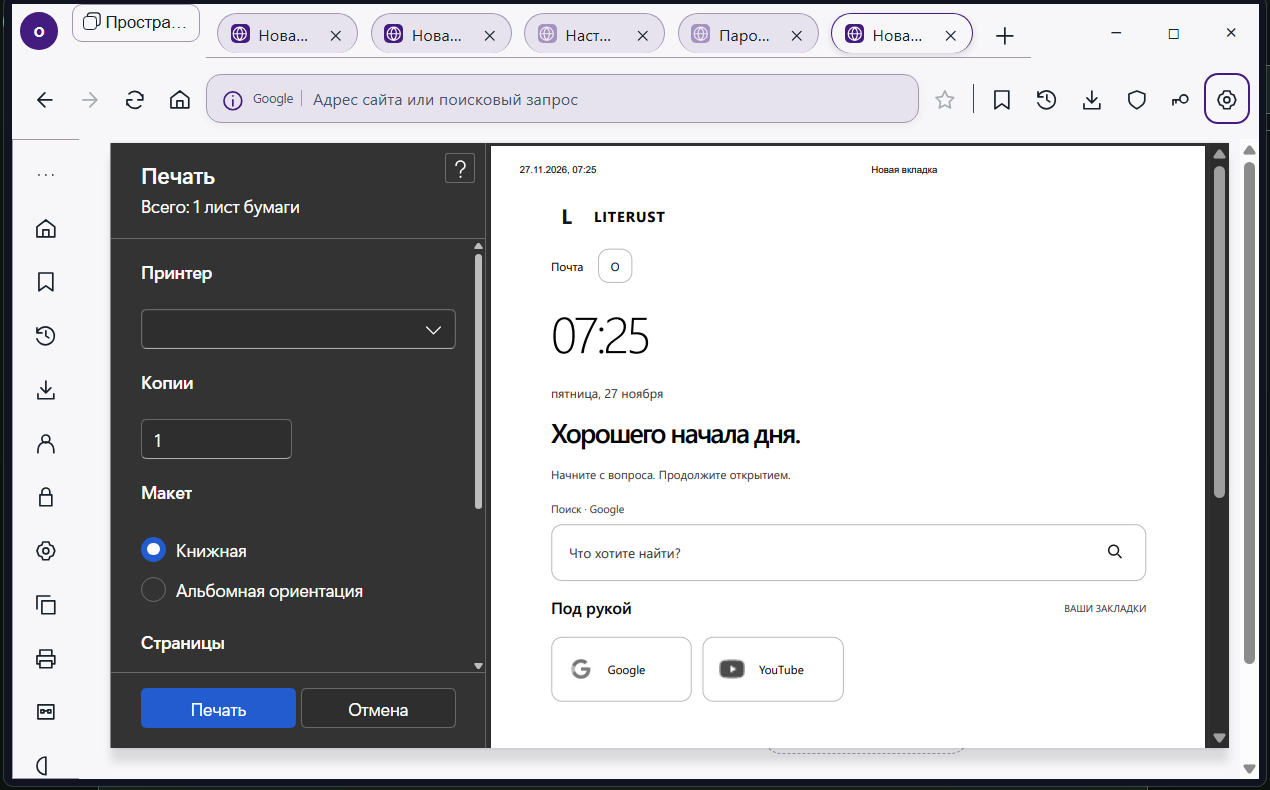 О
Простра...
Нова...
Нова...
Наст...
Паро...
Нова...
Google
Адрес сайта или поисковый запрос
Печать
?
Всего: 1 лист бумаги
Принтер
Копии
1
Макет
Книжная
Альбомная ориентация
Страницы
Печать
Отмена
27.11.2026, 07:25
Новая вкладка
L LITERUST
Почта
О
07:25
пятница, 27 ноября
Хорошего начала дня.
Начните с вопроса. Продолжите открытием.
Поиск · Google
Что хотите найти?
Под рукой
ВАШИ ЗАКЛАДКИ
Google
YouTube